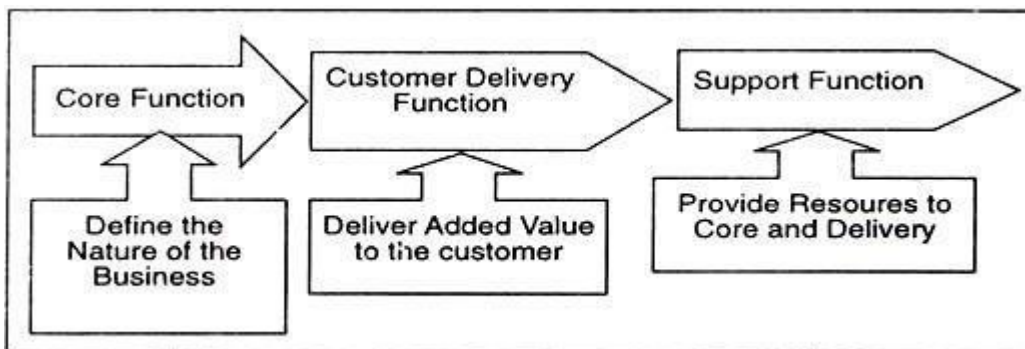 Core Function
Customer Delivery
Function
Support Function
Define the
Nature of the
Business
Deliver Added Value
to the customer
Provide Resoures to
Core and Delivery